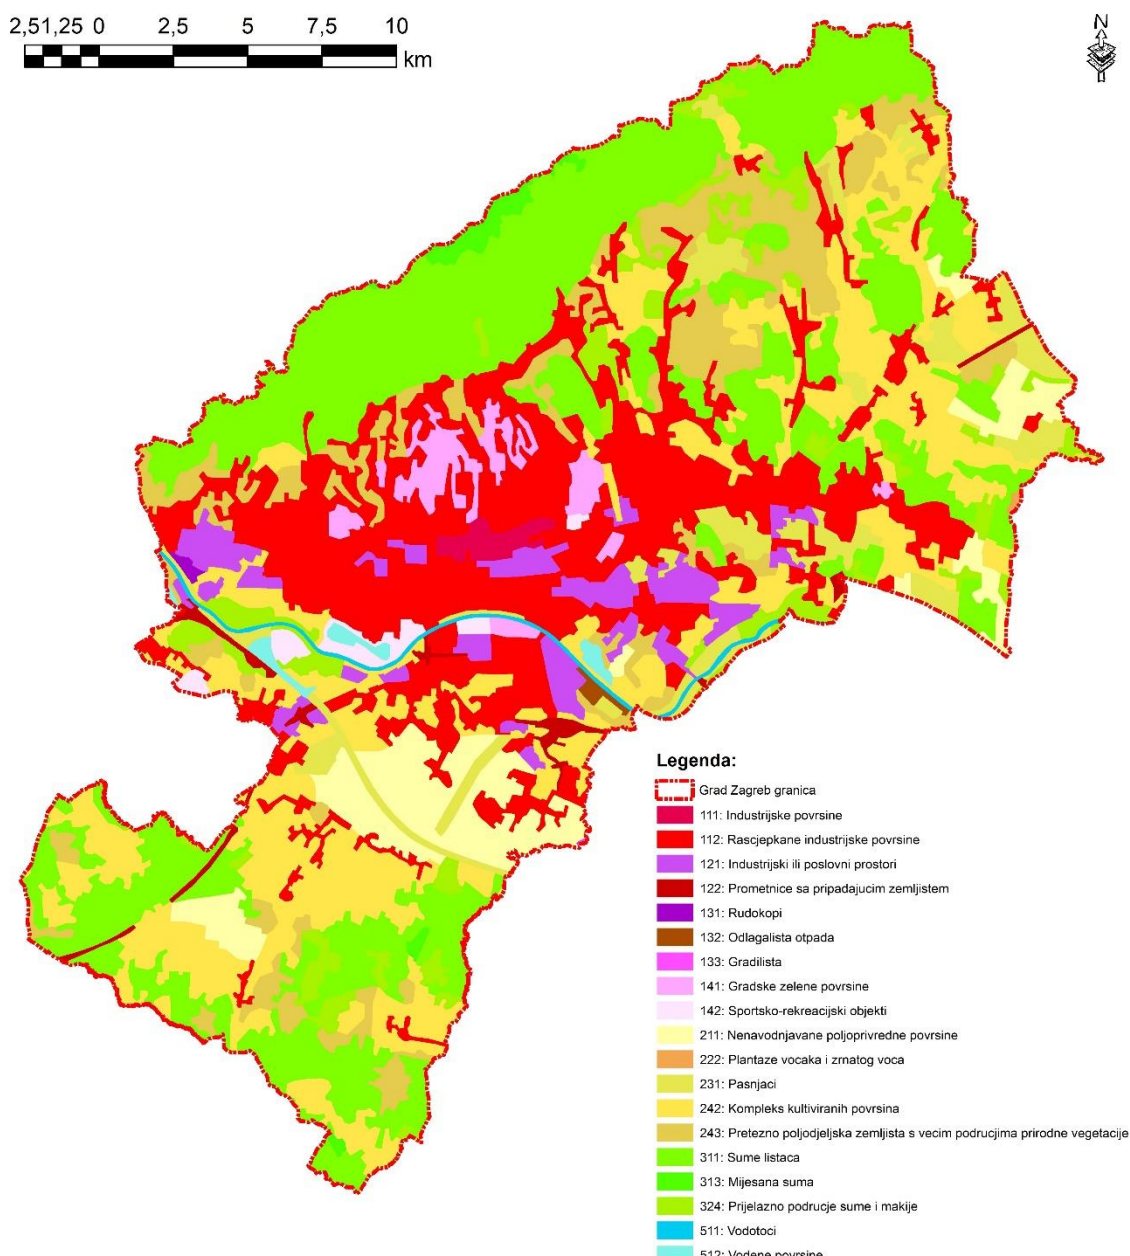 2,51,25 0 2,5 5 7,5 10
km
N
Legenda:
Grad Zagreb granica
111: Industrijske povrsine
112: Rascjepkane industrijske povrsine
121: Industrijski ili poslovni prostori
122: Prometnice sa pripadajucim zemljistem
131: Rudokopi
132: Odlagalista otpada
133: Gradilista
141: Gradske zelene povrsine
142: Sportsko-rekreacijski objekti
211: Nenavodnjavane poljoprivredne povrsine
222: Plantaze vocaka i zrnatog voca
231: Pasnjaci
242: Kompleks kultiviranih povrsina
243: Pretezno poljodjeljska zemljista s vecim podrucjima prirodne vegetacije
311: Sume listaca
313: Mijesana suma
324: Prijelazno podrucje sume i makije
511: Vodotoci
512: Vodene povrsine